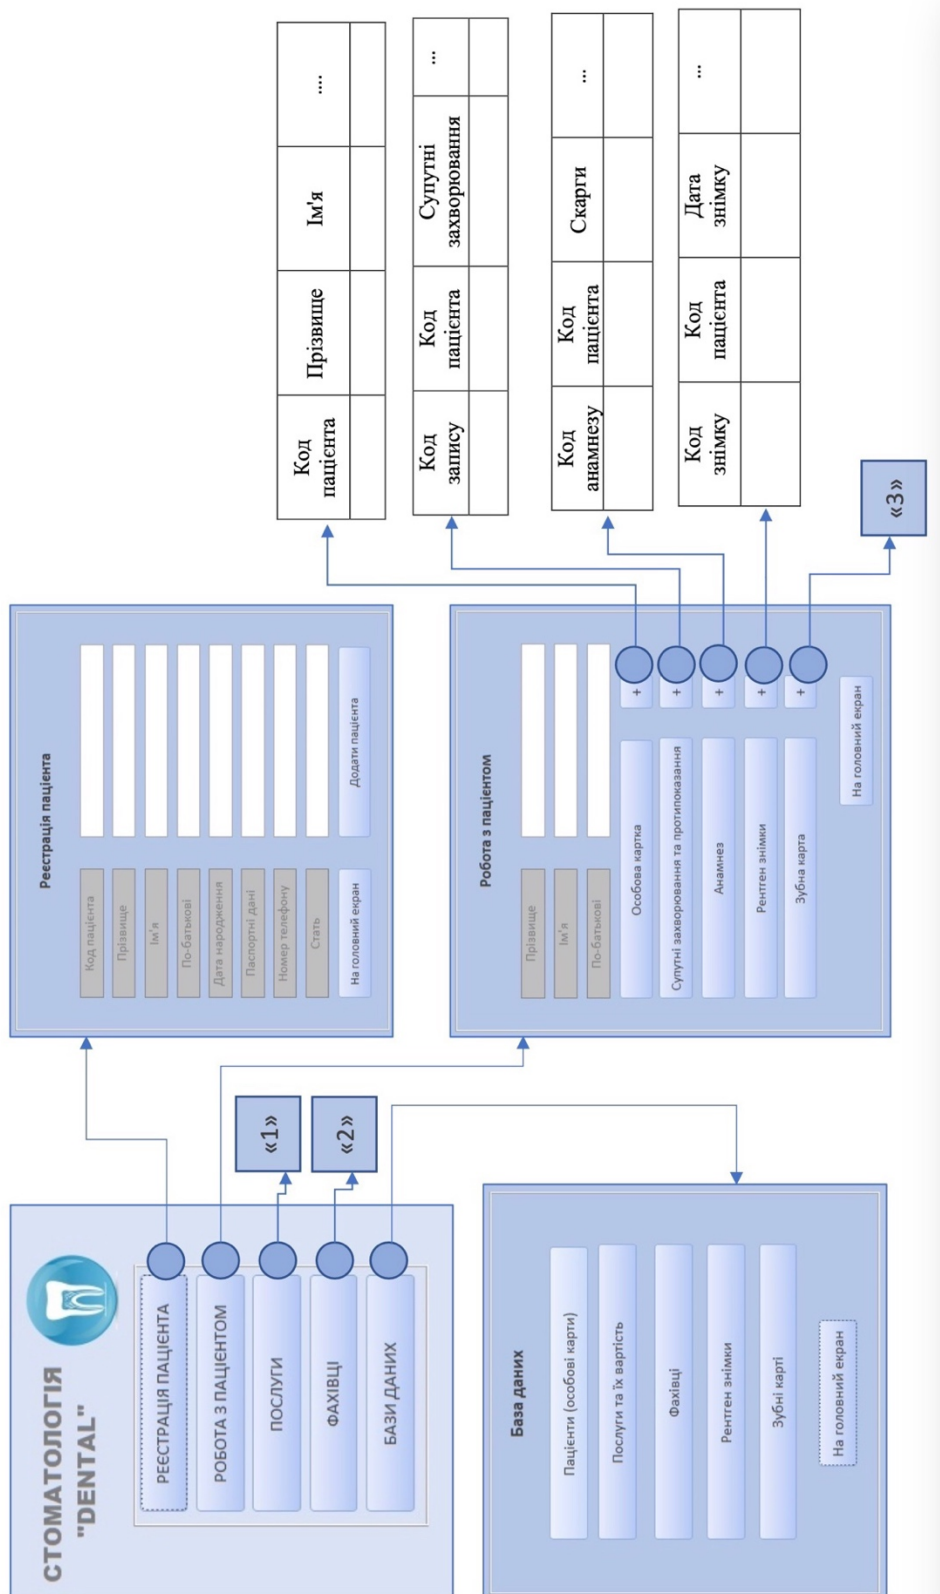 СТОМАТОЛОГІЯ
"DENTAL"
РЕЄСТРАЦІЯ ПАЦІЄНТА
РОБОТА З ПАЦІЄНТОМ
ПОСЛУГИ
ФАХІВЦІ
БАЗИ ДАНИХ
«1»
«2»
Реєстрація пацієнта
Код пацієнта
Прізвище
Ім'я
По-батькові
Дата народження
Паспортні дані
Номер телефону
Стать
На головний екран
Додати пацієнта
Код
пацієнта
Прізвище
Ім'я
....
Код
запису
Код
пацієнта
Супутні
захворювання
...
Код
анамнезу
Код
пацієнта
Скарги
...
Код
знімку
Код
пацієнта
Дата
знімку
...
База даних
Пацієнти (особові карти)
Послуги та їх вартість
Фахівці
Рентген знімки
Зубні карті
На головний екран
Робота з пацієнтом
Прізвище
Ім'я
По-батькові
Особова картка
+
Супутні захворювання та протипоказання
+
Анамнез
+
Рентген знімки
+
Зубна карта
+
На головний екран
«3»